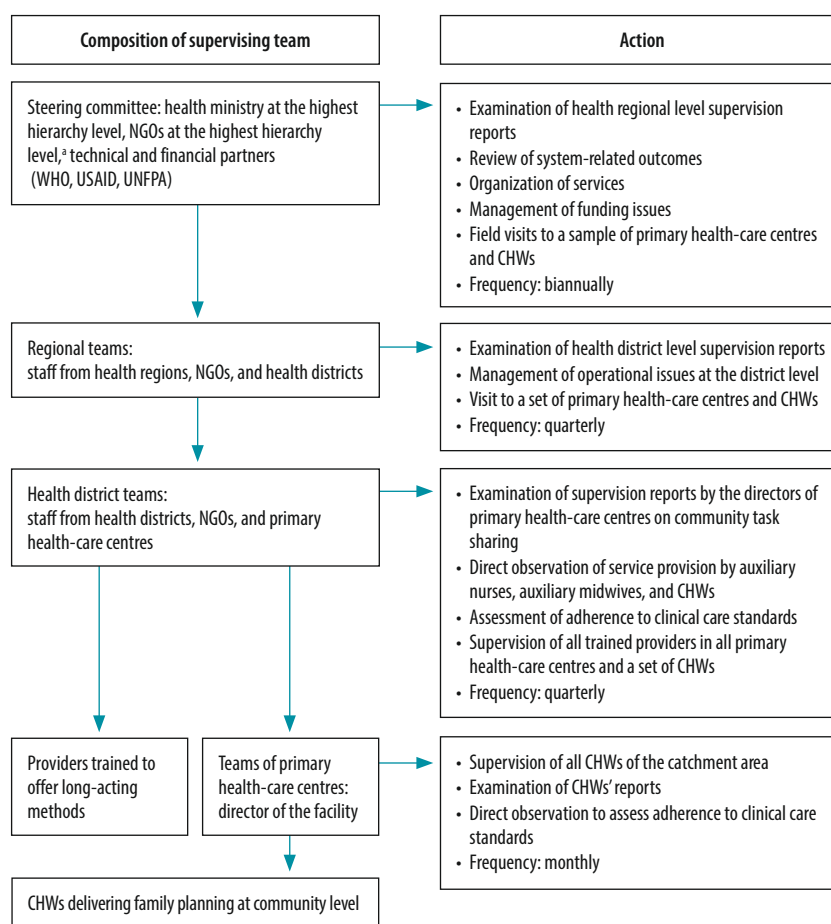 Composition of supervising team
Action
Steering committee: health ministry at the highest
hierarchy level, NGOs at the highest hierarchy
level,ª technical and financial partners
(WHO, USAID, UNFPA)
• Examination of health regional level supervision
reports
• Review of system-related outcomes
• Organization of services
• Management of funding issues
• Field visits to a sample of primary health-care centres
and CHWs
• Frequency: biannually
Regional teams:
staff from health regions, NGOs, and health districts
• Examination of health district level supervision reports
• Management of operational issues at the district level
• Visit to a set of primary health-care centres and CHWs
• Frequency: quarterly
Health district teams:
staff from health districts, NGOs, and primary
health-care centres
• Examination of supervision reports by the directors of
primary health-care centres on community task
sharing
• Direct observation of service provision by auxiliary
nurses, auxiliary midwives, and CHWs
• Assessment of adherence to clinical care standards
• Supervision of all trained providers in all primary
health-care centres and a set of CHWs
• Frequency: quarterly
Providers trained to
offer long-acting
methods
Teams of primary
health-care centres:
director of the facility
• Supervision of all CHWs of the catchment area
• Examination of CHWs’ reports
• Direct observation to assess adherence to clinical care
standards
• Frequency: monthly
CHWs delivering family planning at community level